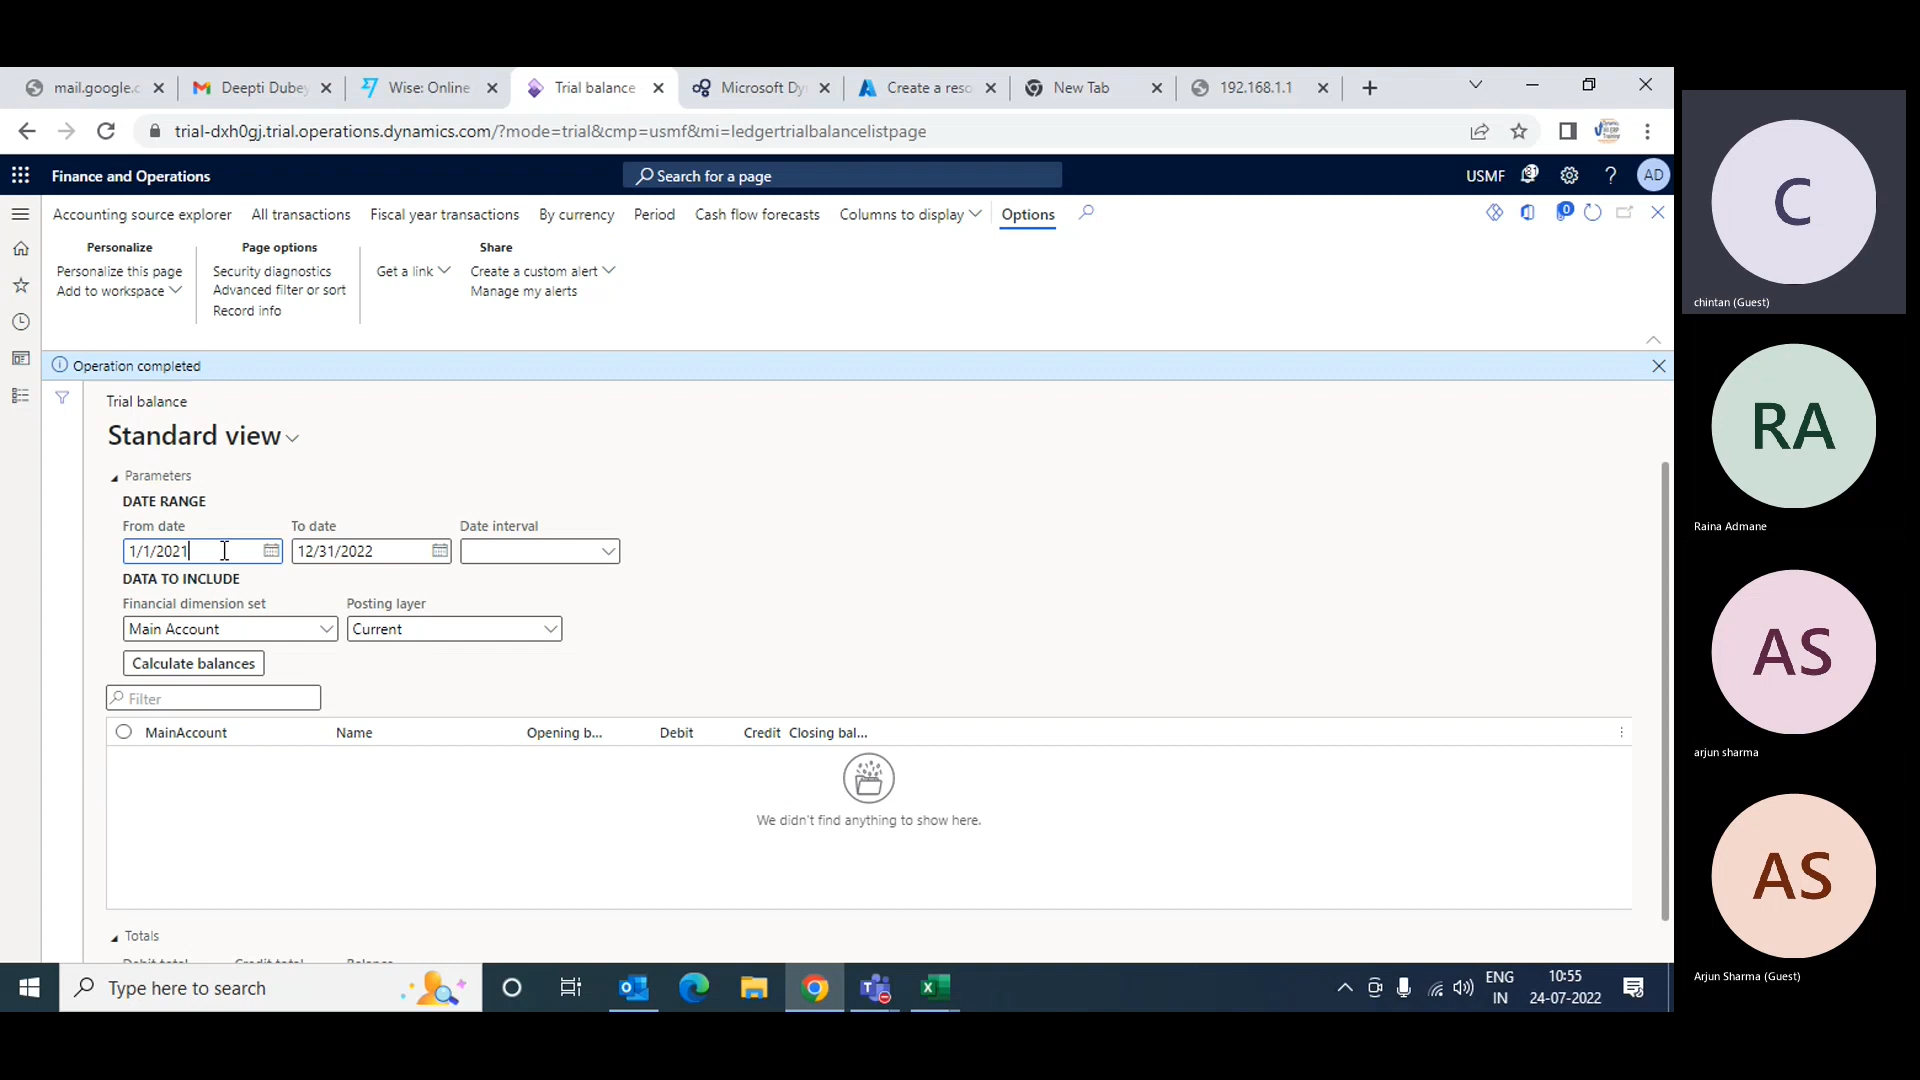 mail.google.c
Deepti Dubey
Wise: Online
Trial balance
Microsoft Dy
Create a reso
New Tab
192.168.1.1
trial-dxh0gj.trial.operations.dynamics.com/?mode=trial&cmp=usmf&mi=ledgertrialbalancelistpage
Finance and Operations
Search for a page
USMF
AD
Accounting source explorer
All transactions
Fiscal year transactions
By currency
Period
Cash flow forecasts
Columns to display
Options
0
Personalize
Page options
Share
Personalize this page
Security diagnostics
Get a link
Create a custom alert
Add to workspace
Advanced filter or sort
Manage my alerts
Record info
Operation completed
Trial balance
Standard view
Parameters
DATE RANGE
From date
To date
Date interval
1/1/2021
12/31/2022
DATA TO INCLUDE
Financial dimension set
Posting layer
Main Account
Current
Calculate balances
Filter
MainAccount
Name
Opening b...
Debit
Credit
Closing bal...
We didn't find anything to show here.
Totals
Debit total
Credit total
Balance
Type here to search
ENG
IN
10:55
24-07-2022
C
chintan (Guest)
RA
Raina Admane
AS
arjun sharma
AS
Arjun Sharma (Guest)